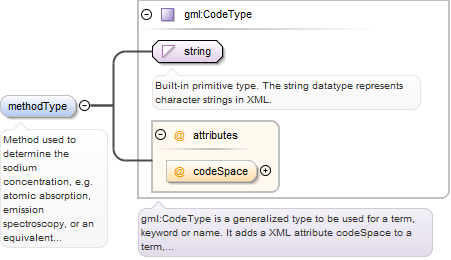 gml:CodeType
string
Built-in primitive type. The string datatype represents
character strings in XML.
methodType
Method used to
determine the
sodium
concentration, e.g.
atomic absorption,
emission
spectroscopy, or an
equivalent...
@ attributes
@ codeSpace
gml:CodeType is a generalized type to be used for a term,
keyword or name. It adds a XML attribute codeSpace to a
term,...